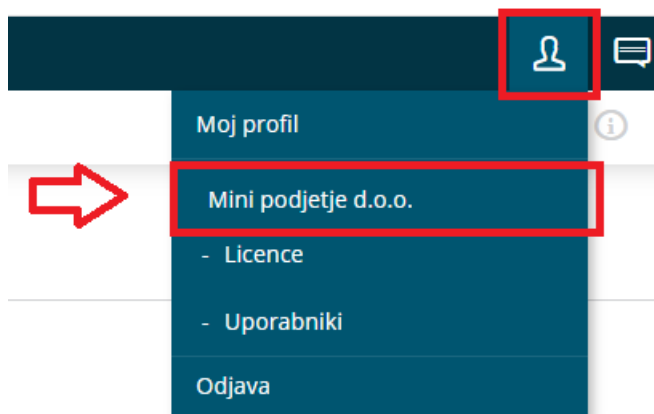 Moj profil
Mini podjetje d.o.o.
- Licence
- Uporabniki
Odjava